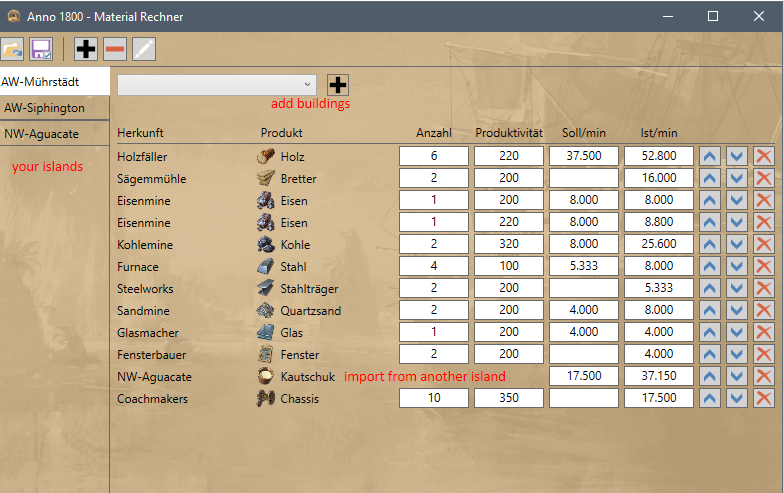 Anno 1800 - Material Rechner
AW-Mührstädt
add buildings
AW-Siphington
NW-Aguacate
your islands
Herkunft Produkt Anzahl Produktivität Soll/min Ist/min
Holzfäller Holz 6 220 37.500 52.800
Sägemmühle Bretter 2 200 16.000
Eisenmine Eisen 1 200 8.000 8.000
Eisenmine Eisen 1 220 8.000 8.800
Kohlemine Kohle 2 320 8.000 25.600
Furnace Stahl 4 100 5.333 8.000
Steelworks Stahlträger 2 200 5.333
Sandmine Quartzsand 2 200 4.000 8.000
Glasmacher Glas 1 200 4.000 4.000
Fensterbauer Fenster 2 200 4.000
NW-Aguacate Kautschuk import from another island 17.500 37.150
Coachmakers Chassis 10 350 17.500